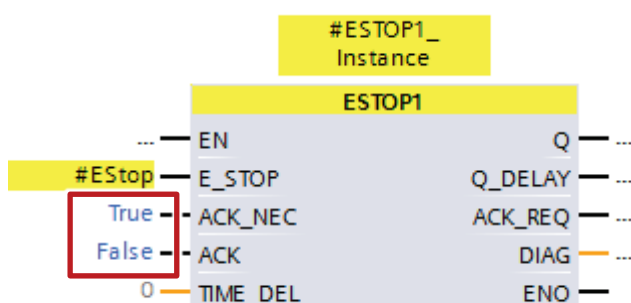 #ESTOP1_
Instance
ESTOP1
... EN Q ...
#EStop E_STOP Q_DELAY ...
True ACK_NEC ACK_REQ ...
False ACK DIAG ...
0 TIME_DEL ENO